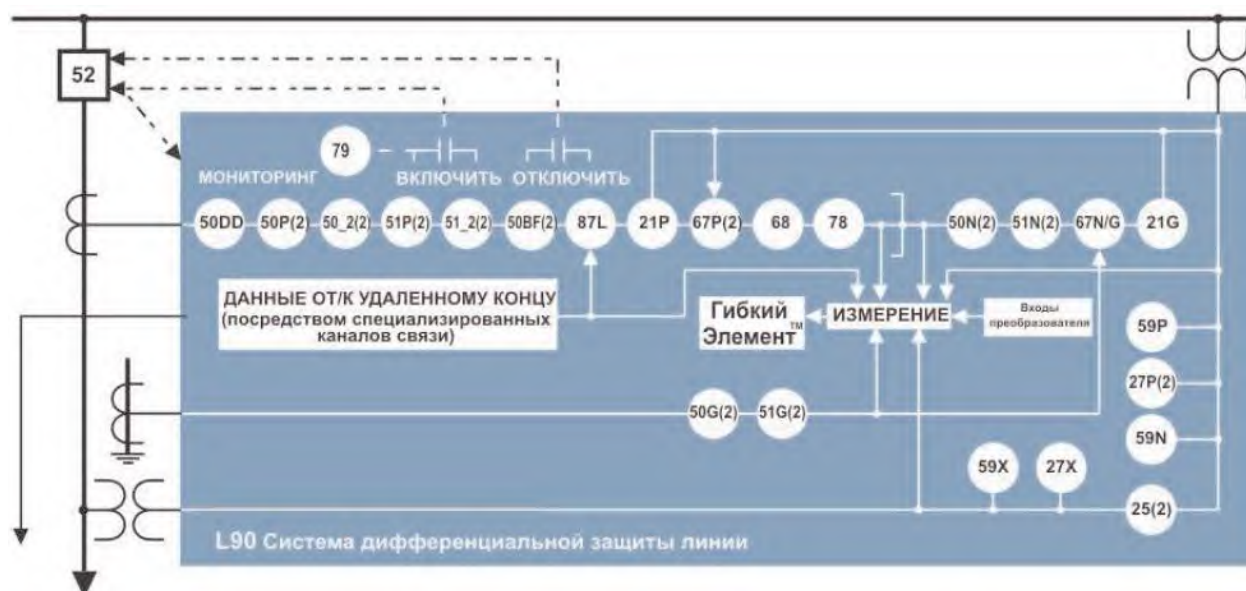 52
79
МОНИТОРИНГ
ВКЛЮЧИТЬ
ОТКЛЮЧИТЬ
50DD
50P(2)
50_2(2)
51P(2)
51_2(2)
50BF(2)
87L
21P
67P(2)
68
78
50N(2)
51N(2)
67N/G
21G
ДАННЫЕ ОТ/К УДАЛЕННОМУ КОНЦУ
(посредством специализированных
каналов связи)
Гибкий
Элемент™
ИЗМЕРЕНИЕ
Входы
преобразователя
59P
27P(2)
50G(2)
51G(2)
59N
59X
27X
25(2)
L90 Система дифференциальной защиты линии